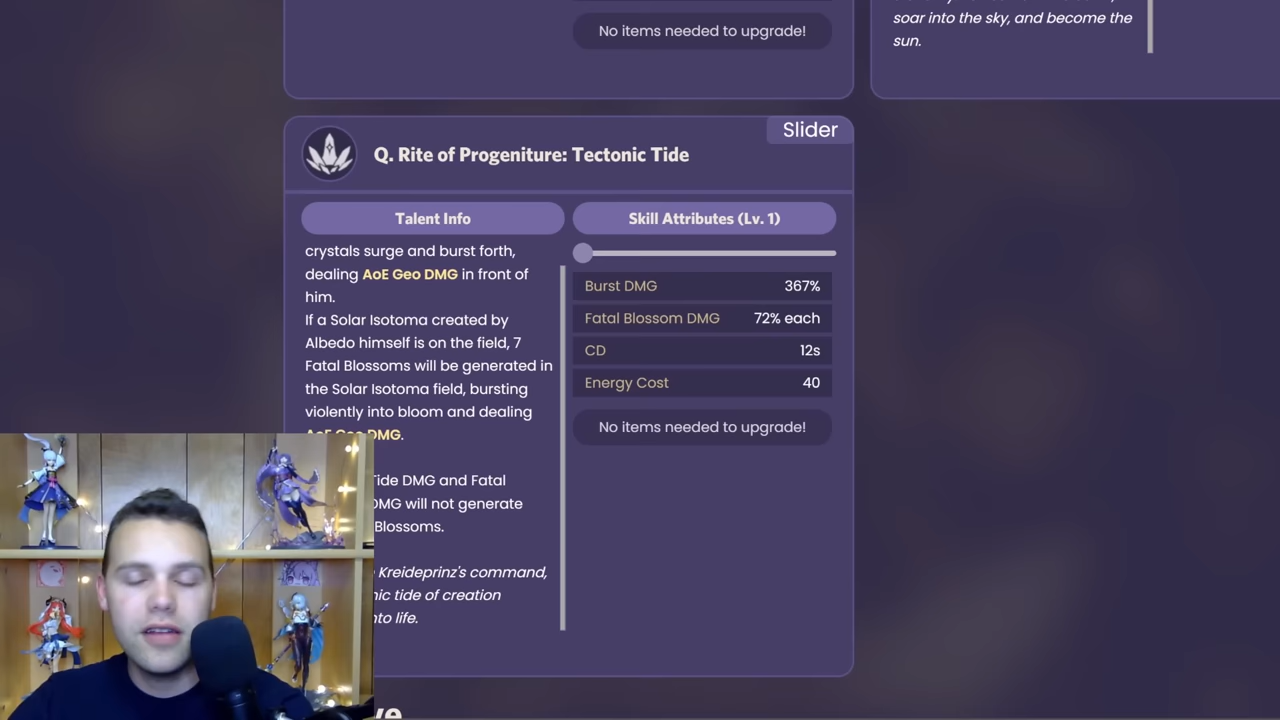 No items needed to upgrade!
soar into the sky, and become the
sun.
Slider
Q. Rite of Progeniture: Tectonic Tide
Talent Info
crystals surge and burst forth,
dealing AoE Geo DMG in front of
him.
If a Solar Isotoma created by
Albedo himself is on the field, 7
Fatal Blossoms will be generated in
the Solar Isotoma field, bursting
violently into bloom and dealing
AoE Geo DMG.
Tide DMG and Fatal
DMG will not generate
Blossoms.
Kreideprinz's command,
tide of creation
life.
Skill Attributes (Lv. 1)
Burst DMG 367%
Fatal Blossom DMG 72% each
CD 12s
Energy Cost 40
No items needed to upgrade!